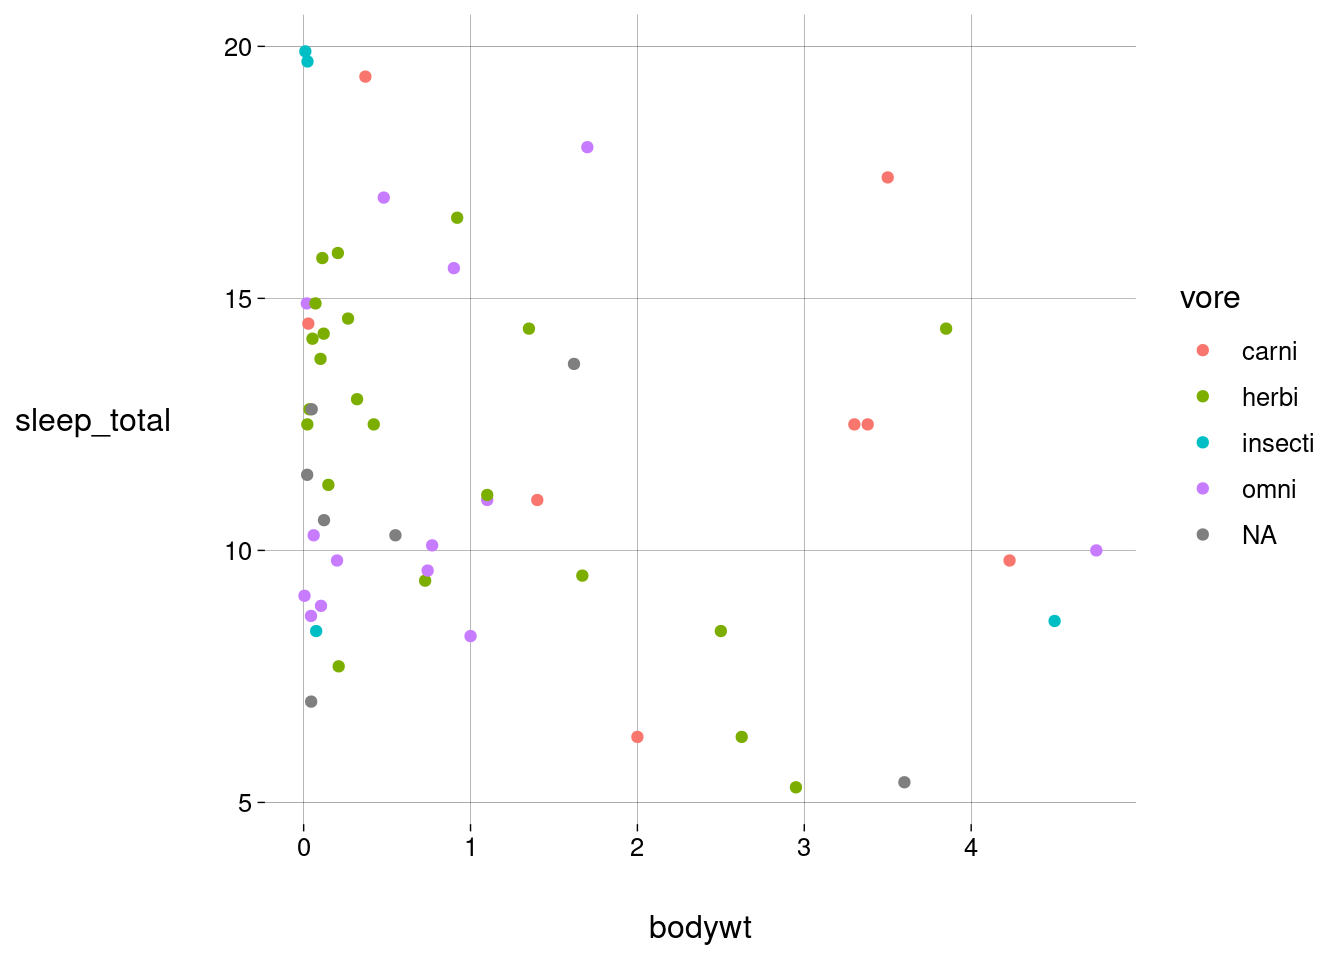 20
15
10
5
sleep_total
0 1 2 3 4
bodywt
vore
carni
herbi
insecti
omni
NA